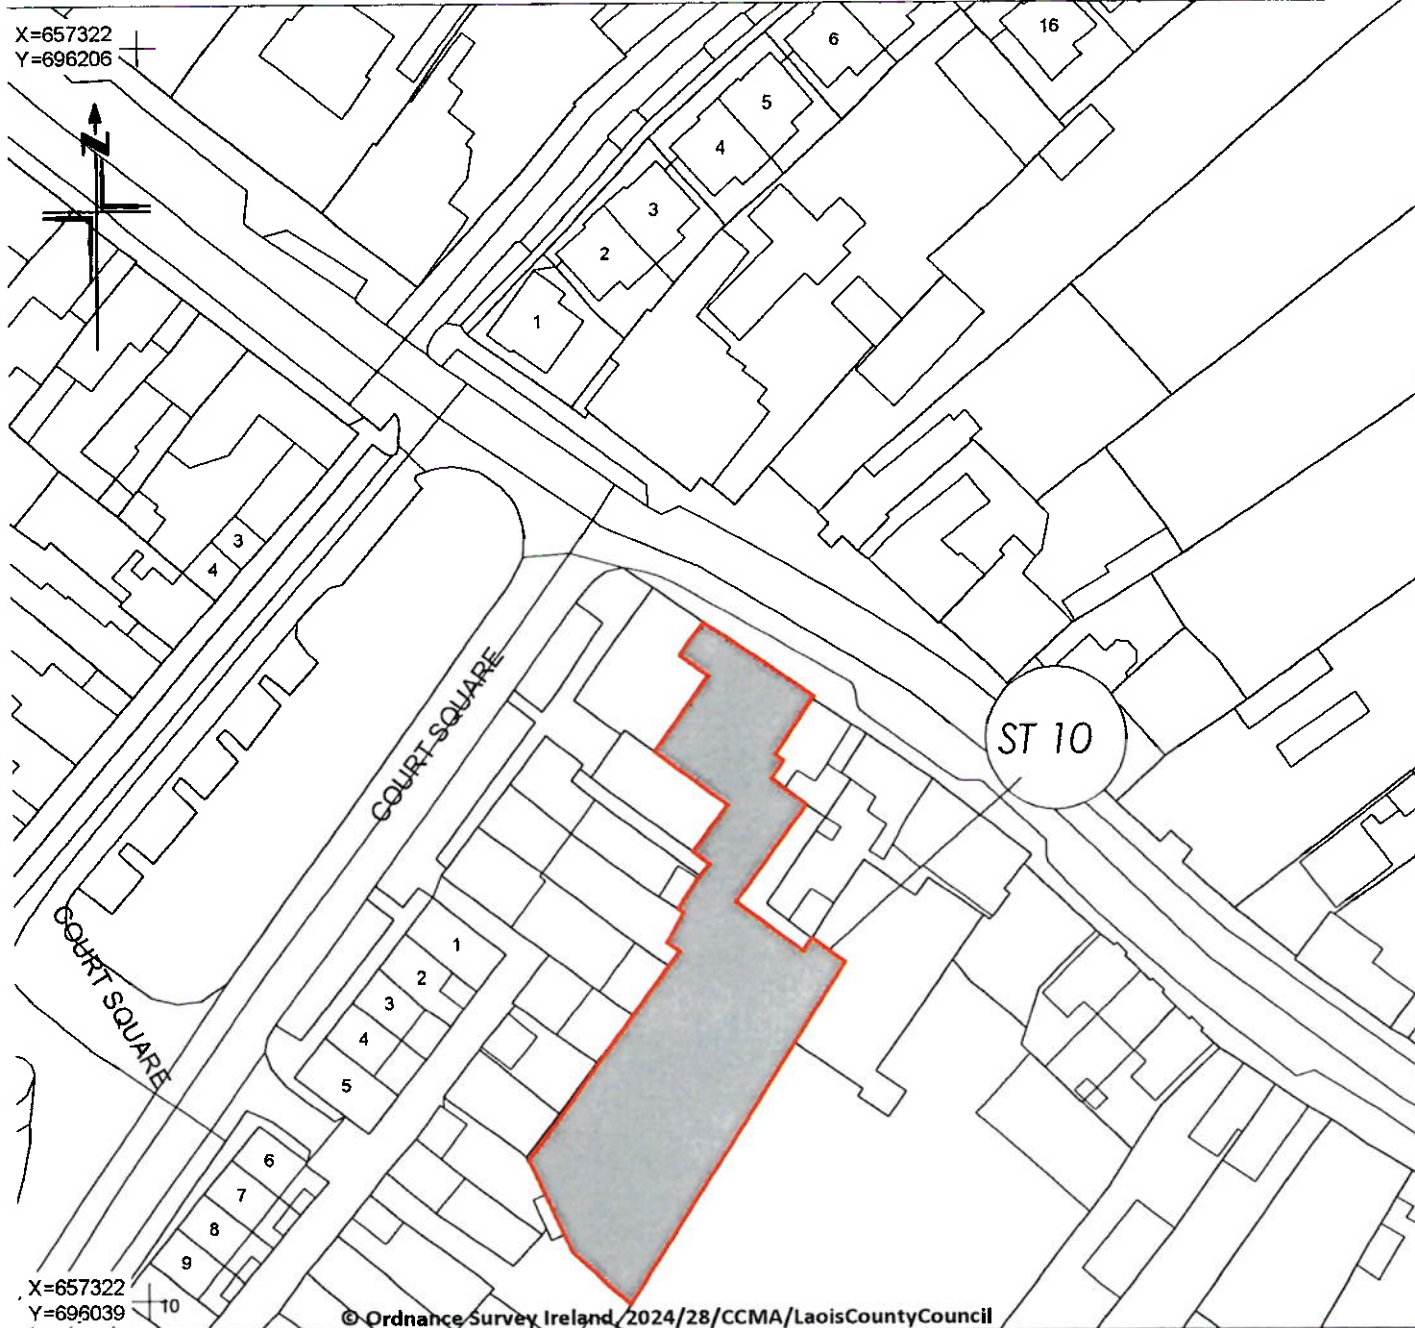 X=657322
Y=696206
N
6
16
5
4
3
2
1
3
4
COURT SQUARE
ST 10
COURT SQUARE
1
2
3
4
5
6
7
8
9
X=657322
Y=696039
10
© Ordnance Survey Ireland, 2024/28/CCMA/LaoisCountyCouncil